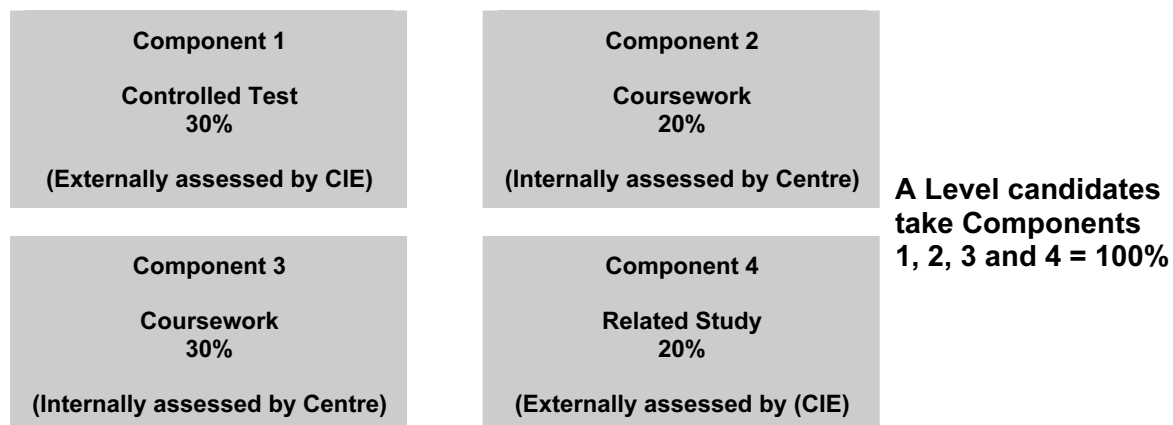 Component 1
Controlled Test
30%
(Externally assessed by CIE)
Component 2
Coursework
20%
(Internally assessed by Centre)
Component 3
Coursework
30%
(Internally assessed by Centre)
Component 4
Related Study
20%
(Externally assessed by (CIE)
A Level candidates
take Components
1, 2, 3 and 4 = 100%